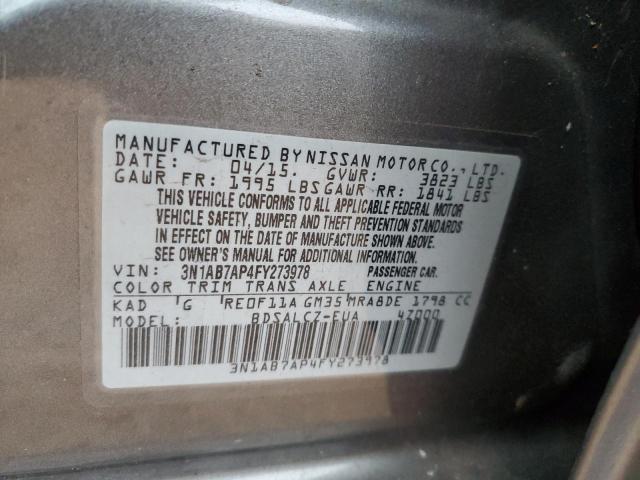 MANUFACTURED BY NISSAN MOTOR CO., LTD.
DATE: 04/15. GVWR: 3823 LBS
GAWR FR: 1995 LBS GAWR RR: 1841 LBS
THIS VEHICLE CONFORMS TO ALL APPLICABLE FEDERAL MOTOR
VEHICLE SAFETY, BUMPER AND THEFT PREVENTION STANDARDS
IN EFFECT ON THE DATE OF MANUFACTURE SHOWN ABOVE.
SEE OWNER'S MANUAL FOR ADDITIONAL INFORMATION.
VIN: 3N1AB7AP4FY273978 PASSENGER CAR.
COLOR TRIM TRANS AXLE ENGINE
KAD G RE0F11A GM35 MRA8DE 1798 CC
MODEL: BDSALCZ-EUA 4Z000
3N1AB7AP4FY273978